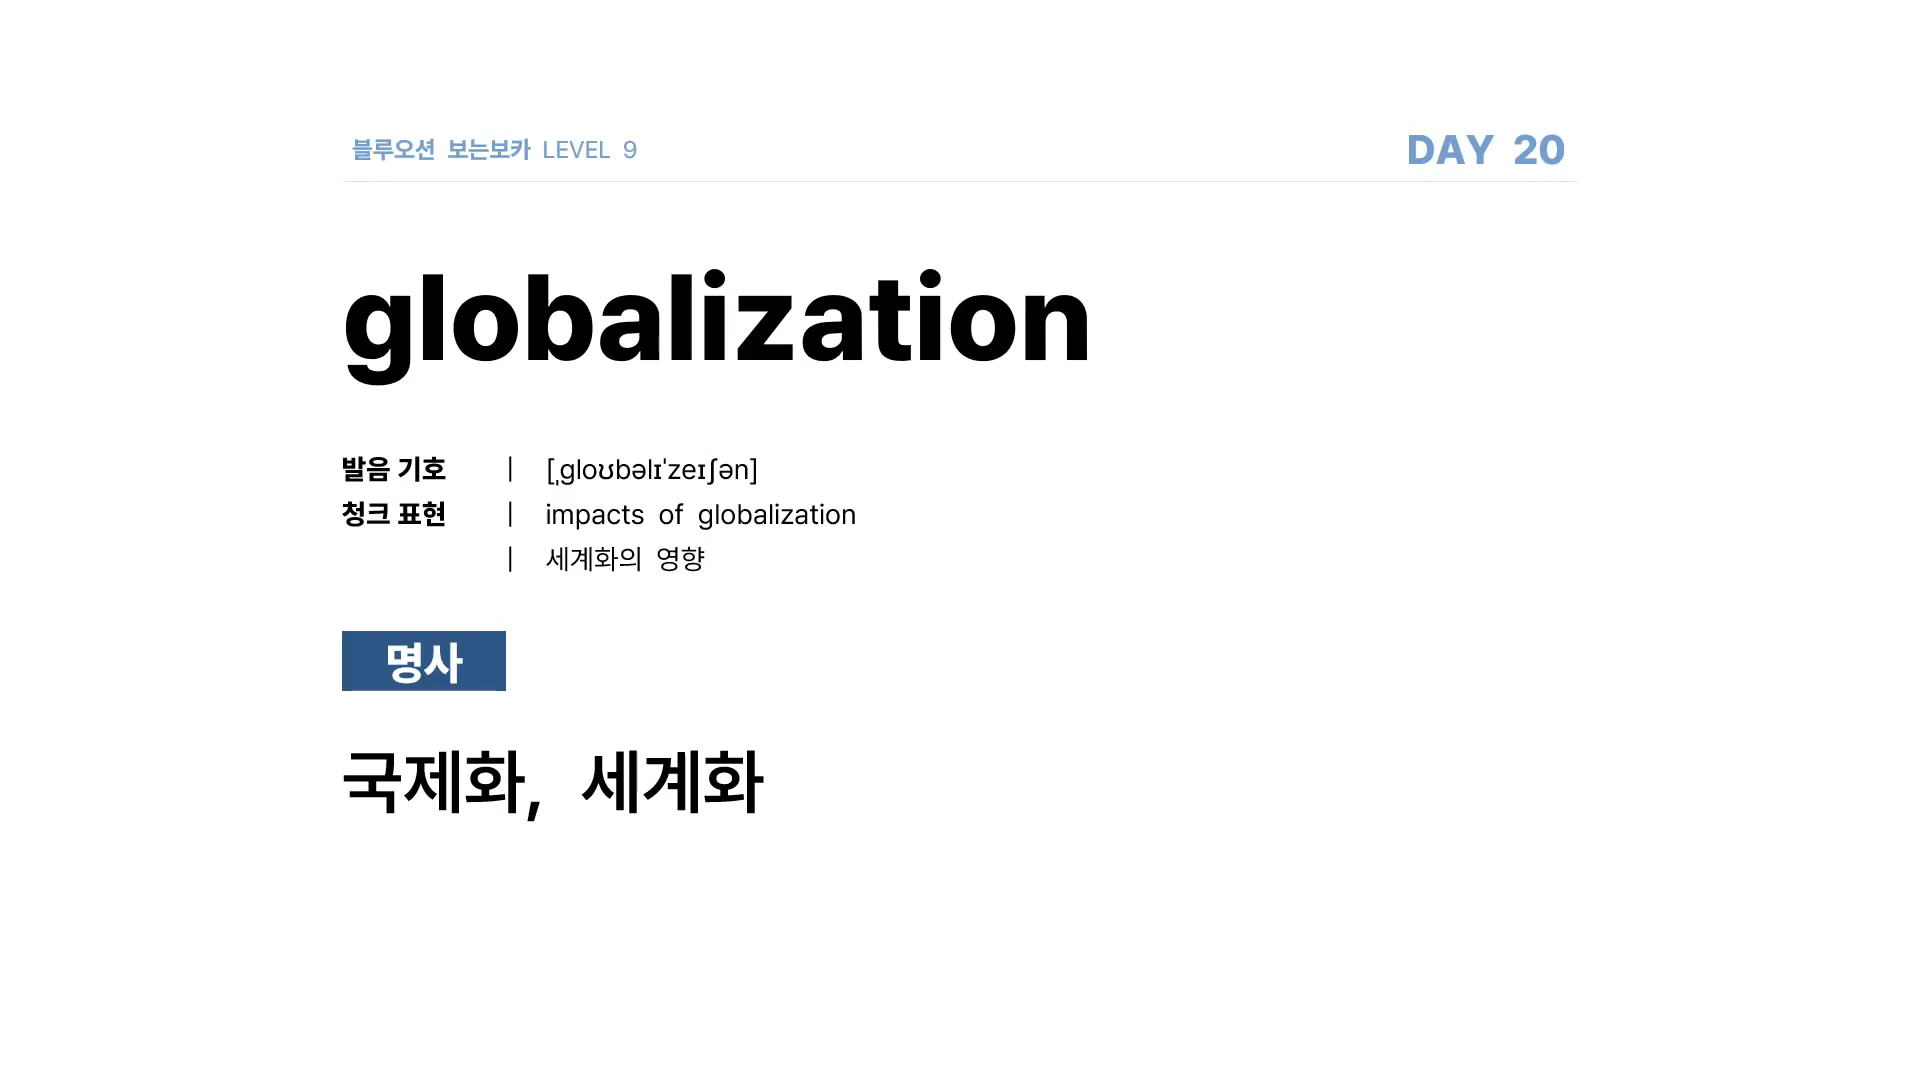 블루오션 보는보카 LEVEL 9
DAY 20
globalization
발음 기호 | [ˌɡloʊbəlɪˈzeɪʃən]
청크 표현 | impacts of globalization
| 세계화의 영향
명사
국제화, 세계화